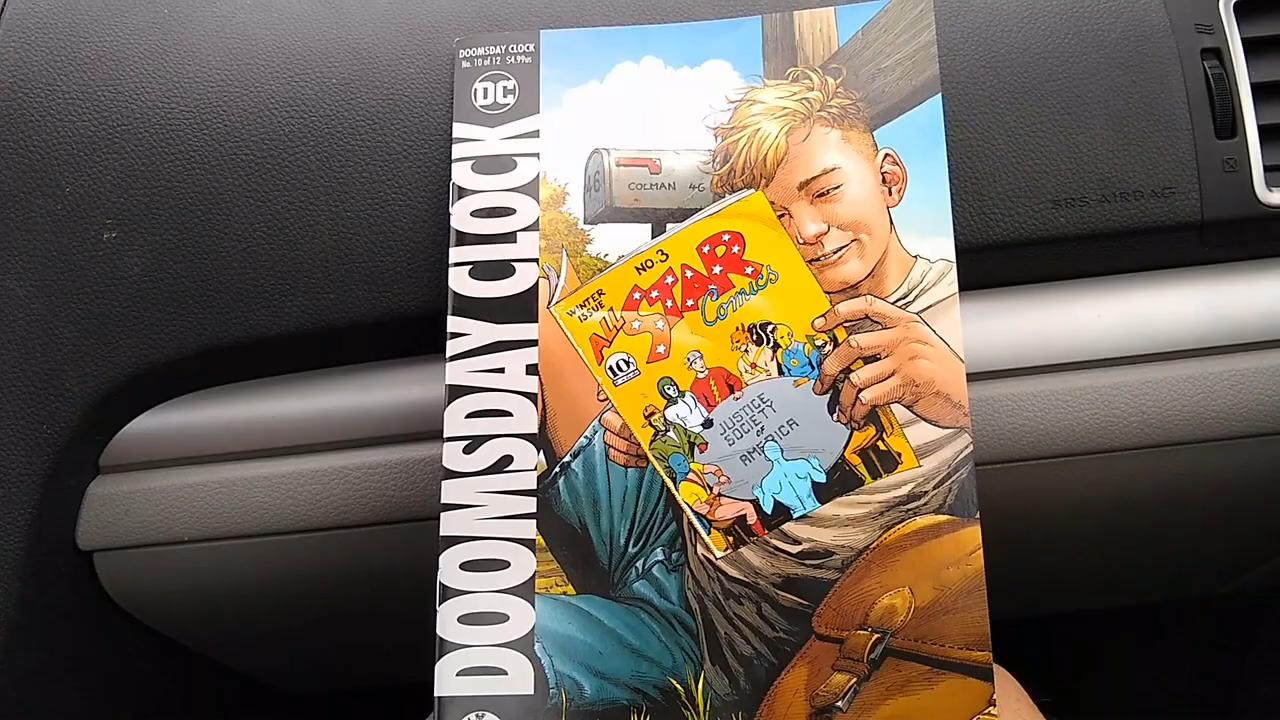 DOOMSDAY CLOCK
No. 10 of 12 $4.99US
DC
DOOMSDAY CLOCK
46
COLMAN 46
NO.3
WINTER
ISSUE
ALL STAR
Comics
10¢
JUSTICE
SOCIETY
OF
AMERICA
SRS-AIRBAG